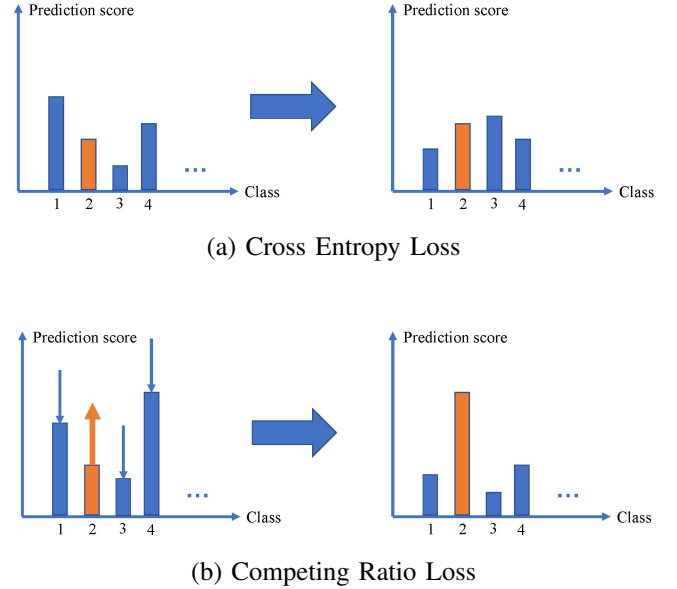 Prediction score
Prediction score
...
...
Class
Class
1 2 3 4
1 2 3 4
(a) Cross Entropy Loss
Prediction score
Prediction score
...
...
Class
Class
1 2 3 4
1 2 3 4
(b) Competing Ratio Loss